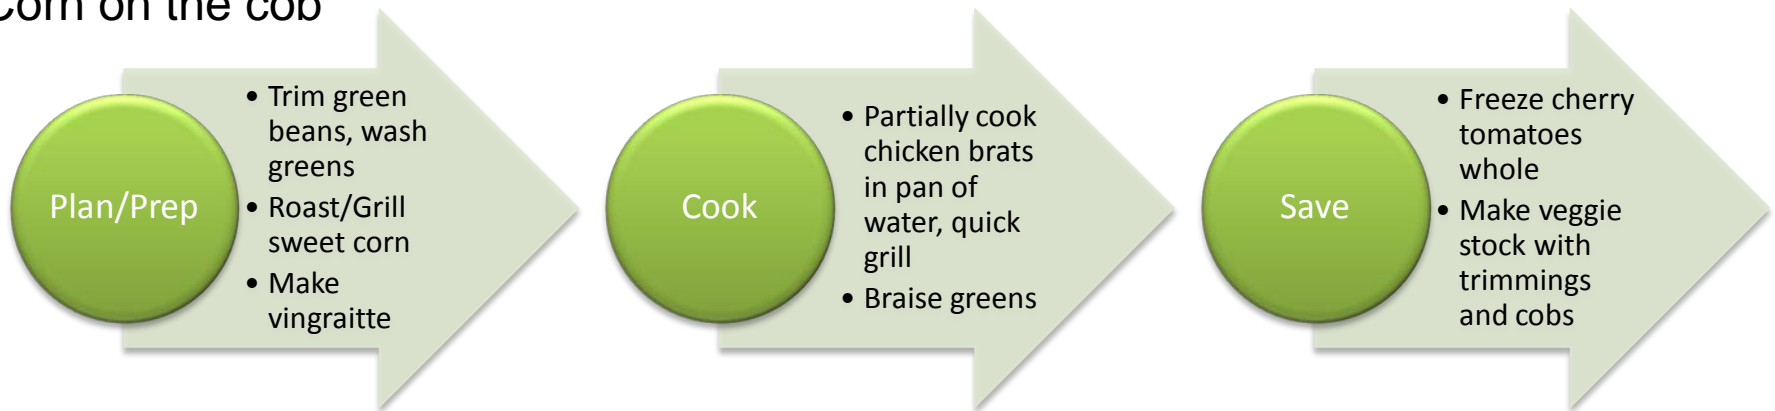 Corn on the cob
Plan/Prep
• Trim green
beans, wash
greens
• Roast/Grill
sweet corn
• Make
vingraitte
Cook
• Partially cook
chicken brats
in pan of
water, quick
grill
• Braise greens
Save
• Freeze cherry
tomatoes
whole
• Make veggie
stock with
trimmings
and cobs